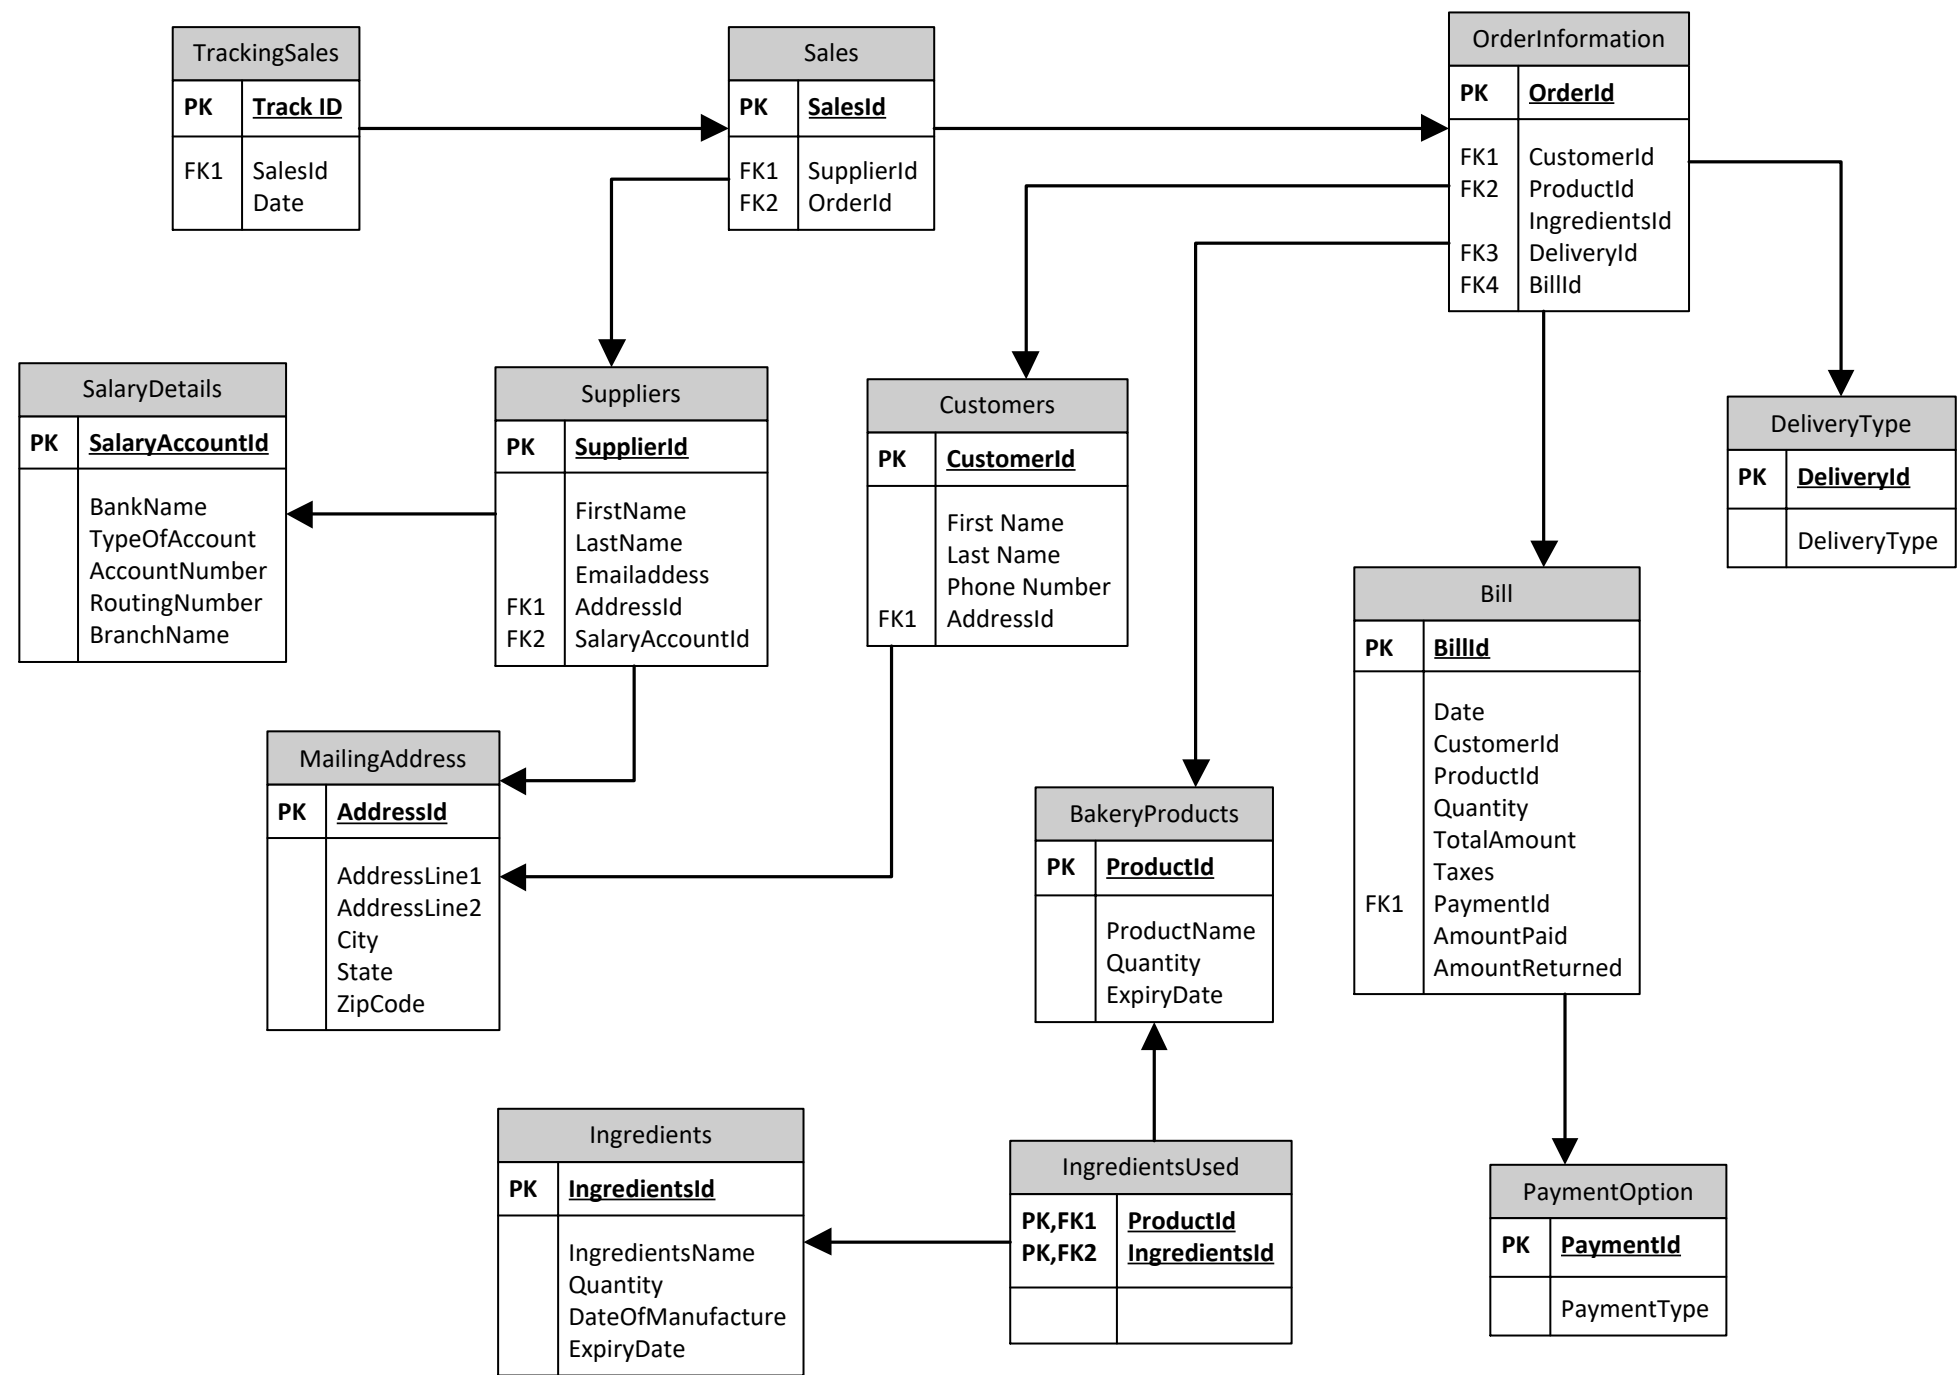 TrackingSales
PK Track ID
FK1 SalesId
Date
Sales
PK SalesId
FK1 SupplierId
FK2 OrderId
OrderInformation
PK OrderId
FK1 CustomerId
FK2 ProductId
IngredientsId
FK3 DeliveryId
FK4 BillId
SalaryDetails
PK SalaryAccountId
BankName
TypeOfAccount
AccountNumber
RoutingNumber
BranchName
Suppliers
PK SupplierId
FirstName
LastName
Emailaddess
FK1 AddressId
FK2 SalaryAccountId
Customers
PK CustomerId
First Name
Last Name
Phone Number
FK1 AddressId
DeliveryType
PK DeliveryId
DeliveryType
Bill
PK BillId
Date
CustomerId
ProductId
Quantity
TotalAmount
Taxes
FK1 PaymentId
AmountPaid
AmountReturned
MailingAddress
PK AddressId
AddressLine1
AddressLine2
City
State
ZipCode
BakeryProducts
PK ProductId
ProductName
Quantity
ExpiryDate
Ingredients
PK IngredientsId
IngredientsName
Quantity
DateOfManufacture
ExpiryDate
IngredientsUsed
PK,FK1 ProductId
PK,FK2 IngredientsId
PaymentOption
PK PaymentId
PaymentType